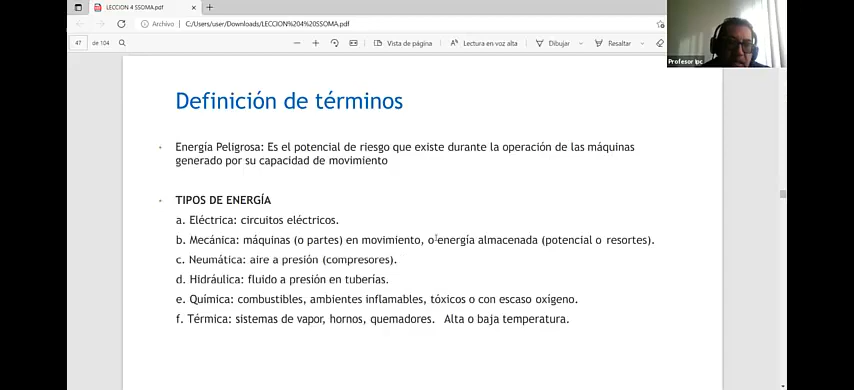 LECCION 4 SSOMA.pdf
Archivo
C:/Users/user/Downloads/LECCION%204%20SSOMA.pdf
47
de 104
Vista de página
Lectura en voz alta
Dibujar
Resaltar
Profesor Ipc
Definición de términos
Energía Peligrosa: Es el potencial de riesgo que existe durante la operación de las máquinas
generado por su capacidad de movimiento
TIPOS DE ENERGÍA
a. Eléctrica: circuitos eléctricos.
b. Mecánica: máquinas (o partes) en movimiento, o energía almacenada (potencial o resortes).
c. Neumática: aire a presión (compresores).
d. Hidráulica: fluido a presión en tuberías.
e. Química: combustibles, ambientes inflamables, tóxicos o con escaso oxígeno.
f. Térmica: sistemas de vapor, hornos, quemadores. Alta o baja temperatura.